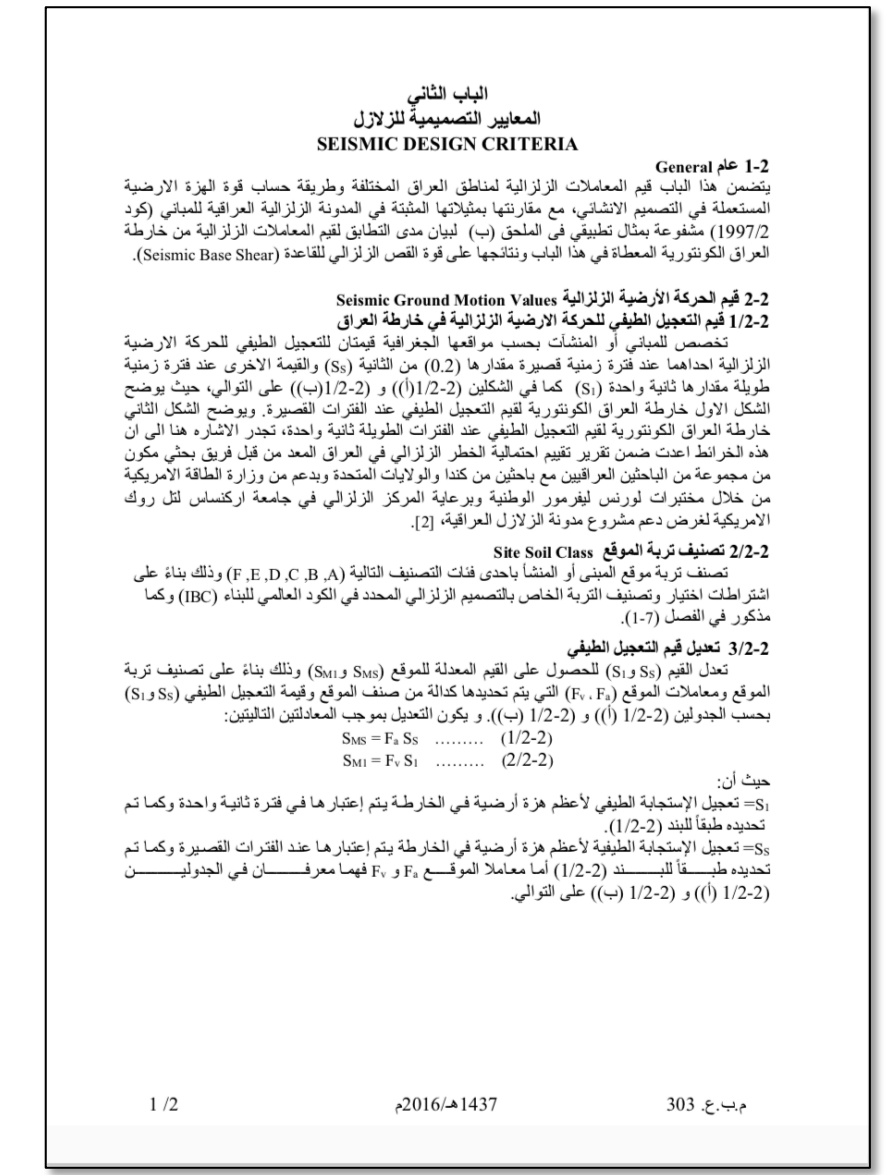 الباب الثاني
المعايير التصميمية للزلازل
SEISMIC DESIGN CRITERIA
1-2 عام General
يتضمن هذا الباب قيم المعاملات الزلزالية لمناطق العراق المختلفة وطريقة حساب قوة الهزة الارضية
المستعملة في التصميم الانشائي، مع مقارنتها بمثيلاتها المثبتة في المدونة الزلزالية العراقية للمباني (كود
1997/2) مشفوعة بمثال تطبيقي فى الملحق (ب) لبيان مدى التطابق لقيم المعاملات الزلزالية من خارطة
العراق الكونتورية المعطاة في هذا الباب ونتائجها على قوة القص الزلزالي للقاعدة (Seismic Base Shear).
2-2 قيم الحركة الأرضية الزلزالية Seismic Ground Motion Values
1/2-2 قيم التعجيل الطيفي للحركة الارضية الزلزالية في خارطة العراق
تخصص للمباني أو المنشآت بحسب مواقعها الجغرافية قيمتان للتعجيل الطيفي للحركة الارضية
الزلزالية احداهما عند فترة زمنية قصيرة مقدارها (0.2) من الثانية (SS) والقيمة الاخرى عند فترة زمنية
طويلة مقدارها ثانية واحدة (S1) كما في الشكلين (1/2-2(أ)) و (1/2-2(ب)) على التوالي، حيث يوضح
الشكل الاول خارطة العراق الكونتورية لقيم التعجيل الطيفي عند الفترات القصيرة. ويوضح الشكل الثاني
خارطة العراق الكونتورية لقيم التعجيل الطيفي عند الفترات الطويلة ثانية واحدة، تجدر الاشاره هنا الى ان
هذه الخرائط اعدت ضمن تقرير تقييم احتمالية الخطر الزلزالي في العراق المعد من قبل فريق بحثي مكون
من مجموعة من الباحثين العراقيين مع باحثين من كندا والولايات المتحدة وبدعم من وزارة الطاقة الأمريكية
من خلال مختبرات لورنس ليفرمور الوطنية وبرعاية المركز الزلزالي في جامعة اركنساس لتل روك
الامريكية لغرض دعم مشروع مدونة الزلازل العراقية، [2].
2/2-2 تصنيف تربة الموقع Site Soil Class
تصنف تربة موقع المبنى أو المنشأ باحدى فئات التصنيف التالية (F ,E ,D ,C ,B ,A) وذلك بناءً على
اشتراطات اختيار وتصنيف التربة الخاص بالتصميم الزلزالي المحدد في الكود العالمي للبناء (IBC) وكما
مذكور في الفصل (1-7).
3/2-2 تعديل قيم التعجيل الطيفي
تعدل القيم (SS و S1) للحصول على القيم المعدلة للموقع (SMS و SM1) وذلك بناءً على تصنيف تربة
الموقع ومعاملات الموقع (Fv , Fa) التي يتم تحديدها كدالة من صنف الموقع وقيمة التعجيل الطيفي (SS و S1)
بحسب الجدولين (1/2-2 (أ)) و (1/2-2 (ب)). و يكون التعديل بموجب المعادلتين التاليتين:
SMS = Fa SS ......... (1/2-2)
SM1 = Fv S1 ......... (2/2-2)
حيث أن:
S1= تعجيل الإستجابة الطيفي لأعظم هزة أرضية في الخارطة يتم إعتبارها في فترة ثانية واحدة وكما تم
تحديده طبقاً للبند (1/2-2).
SS= تعجيل الإستجابة الطيفية لأعظم هزة أرضية في الخارطة يتم إعتبارها عند الفترات القصيرة وكما تم
تحديده طبقاً للبند (1/2-2) أما معاملا الموقع Fa و Fv فهما معرفان في الجدولين
(1/2-2 (أ)) و (1/2-2 (ب)) على التوالي.
م.ب.ع. 303 1437هـ/2016م 1 /2